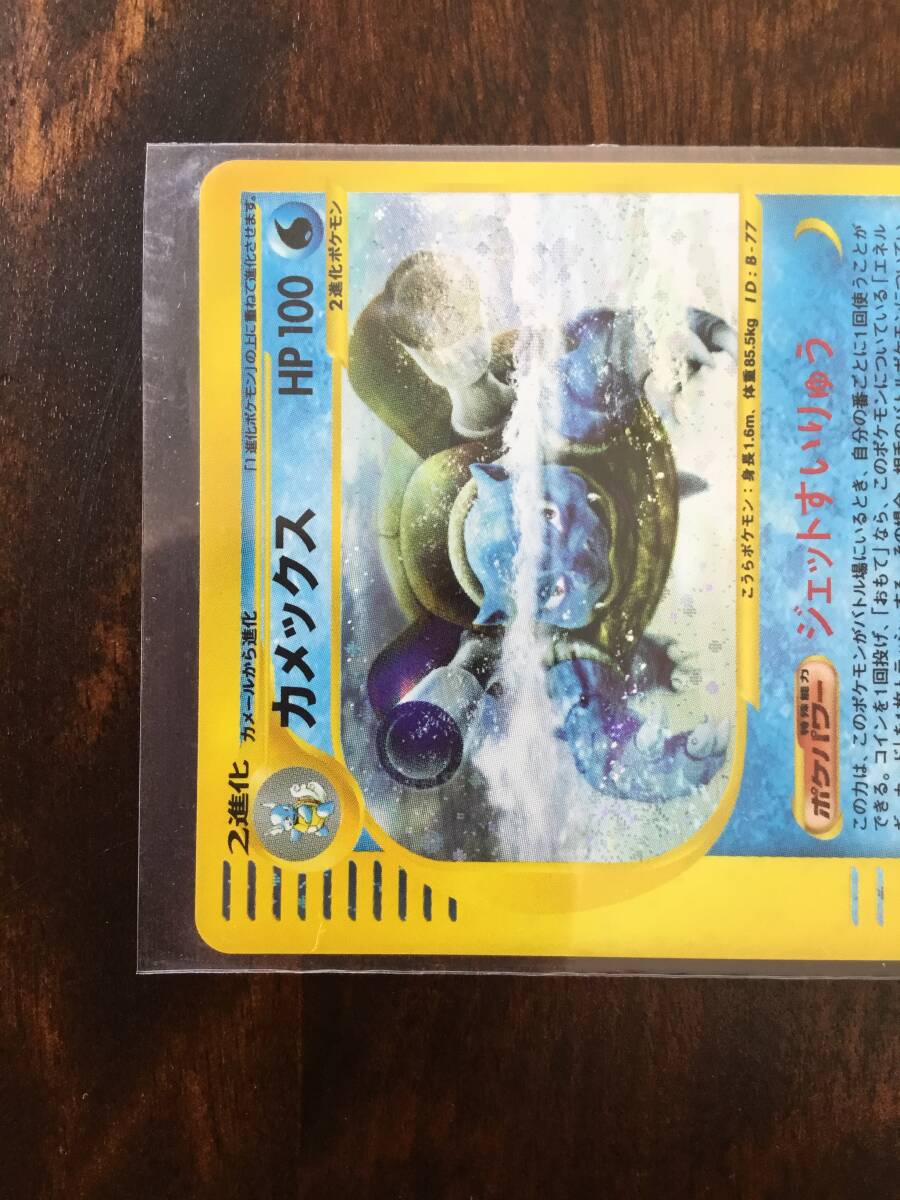 2進化
カメールから進化
「1進化ポケモン」の上に重ねて進化させます。
カメックス HP100
2進化ポケモン
こうらポケモン：身長1.6m、体重85.5kg ID：B-77
ポケパワー
特殊能力
ジェットすいりゅう
この力は、このポケモンがバトル場にいるとき、自分の番ごとに1回使うことが
できる。コインを1回投げ、「おもて」なら、このポケモンについている「エネル